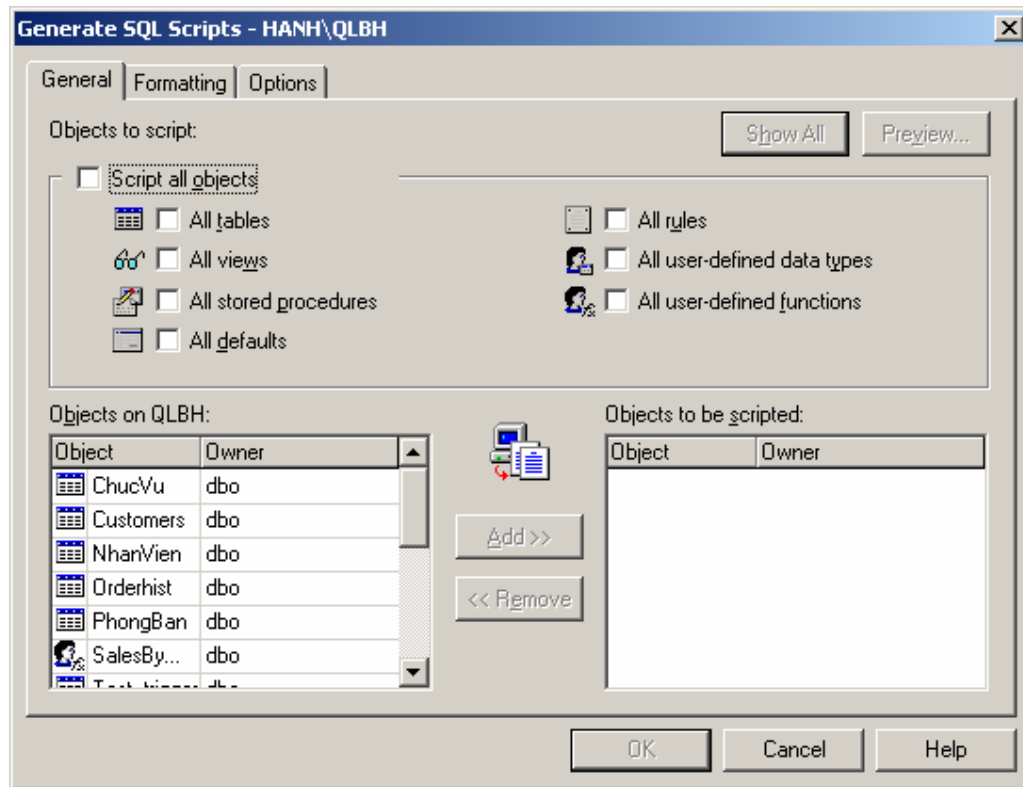 Generate SQL Scripts - HANH\QLBH
General Formatting Options
Objects to script:
Show All Preview...
Script all objects
All tables All rules
All views All user-defined data types
All stored procedures All user-defined functions
All defaults
Objects on QLBH: Objects to be scripted:
Object Owner Object Owner
ChucVu dbo
Customers dbo
NhanVien dbo
Add >>
Orderhist dbo
<< Remove
PhongBan dbo
SalesBy... dbo
OK Cancel Help